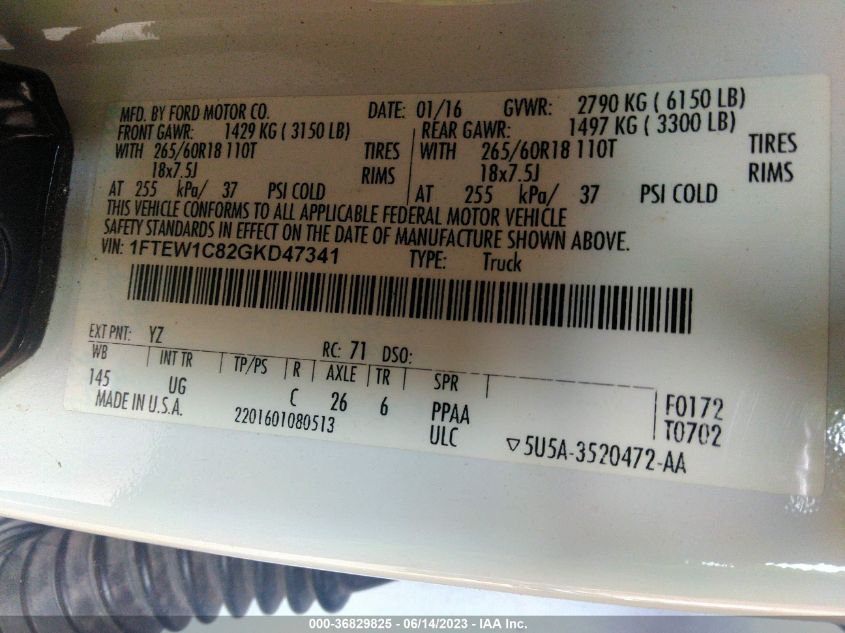 MFD. BY FORD MOTOR CO. DATE: 01/16 GVWR: 2790 KG ( 6150 LB)
FRONT GAWR: 1429 KG ( 3150 LB) REAR GAWR: 1497 KG ( 3300 LB)
WITH 265/60R18 110T TIRES WITH 265/60R18 110T TIRES
18x7.5J RIMS 18x7.5J RIMS
AT 255 kPa/ 37 PSI COLD AT 255 kPa/ 37 PSI COLD
THIS VEHICLE CONFORMS TO ALL APPLICABLE FEDERAL MOTOR VEHICLE
SAFETY STANDARDS IN EFFECT ON THE DATE OF MANUFACTURE SHOWN ABOVE.
VIN: 1FTEW1C82GKD47341 TYPE: Truck
EXT PNT: YZ RC: 71 DSO:
WB INT TR TP/PS R AXLE TR SPR
145 UG C 26 6 PPAA F0172
MADE IN U.S.A. 2201601080513 ULC T0702
▽5U5A-3520472-AA
000-36829825 - 06/14/2023 - IAA Inc.